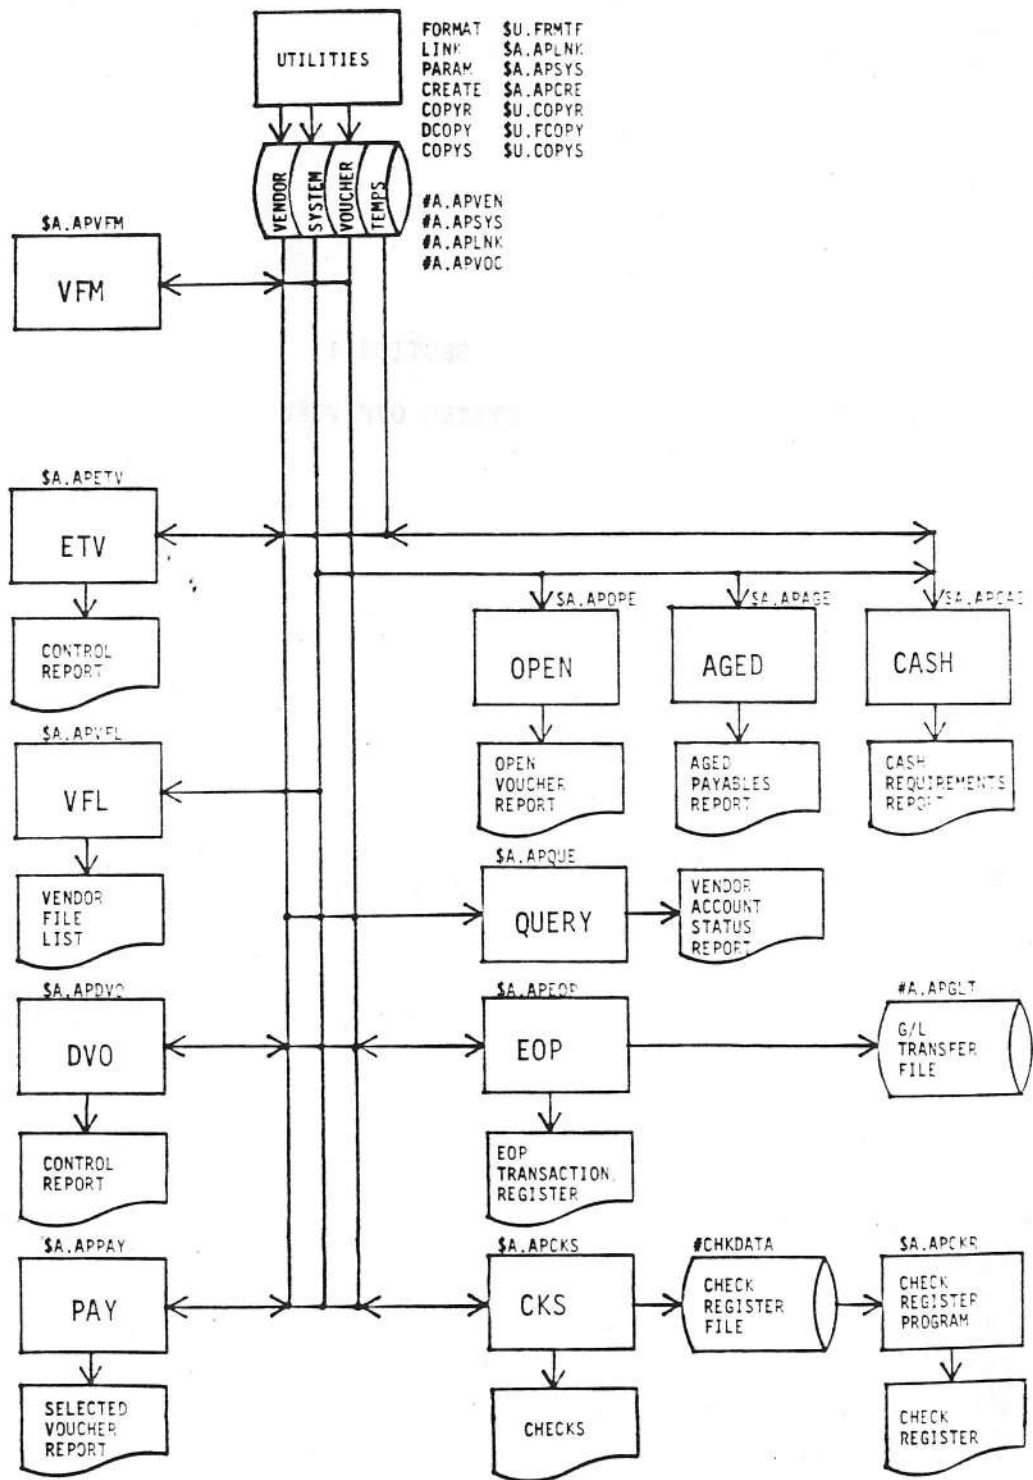 UTILITIES
FORMAT $U.FRMTF
LINK $A.APLNK
PARAM $A.APSYS
CREATE $A.APCRE
COPYR $U.COPYR
DCOPY $U.FCOPY
COPYS $U.COPYS
VENDOR
SYSTEM
VOUCHER
TEMPS
#A.APVEN
#A.APSYS
#A.APLNK
#A.APVOC
$A.APVFM
VFM
$A.APETV
ETV
CONTROL
REPORT
$A.APOPE
OPEN
OPEN
VOUCHER
REPORT
$A.APAGE
AGED
AGED
PAYABLES
REPORT
CASH
CASH
REQUIREMENTS
REPORT
$A.APVFL
VFL
VENDOR
FILE
LIST
$A.APQUE
QUERY
VENDOR
ACCOUNT
STATUS
REPORT
$A.APDVO
DVO
CONTROL
REPORT
$A.APEOP
EOP
EOP
TRANSACTION
REGISTER
#A.APGLT
G/L
TRANSFER
FILE
$A.APPAY
PAY
SELECTED
VOUCHER
REPORT
$A.APCKS
CKS
CHECKS
#CHKDATA
CHECK
REGISTER
FILE
$A.APCKR
CHECK
REGISTER
PROGRAM
CHECK
REGISTER